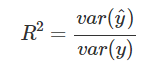 R² = var(ŷ) / var(y)